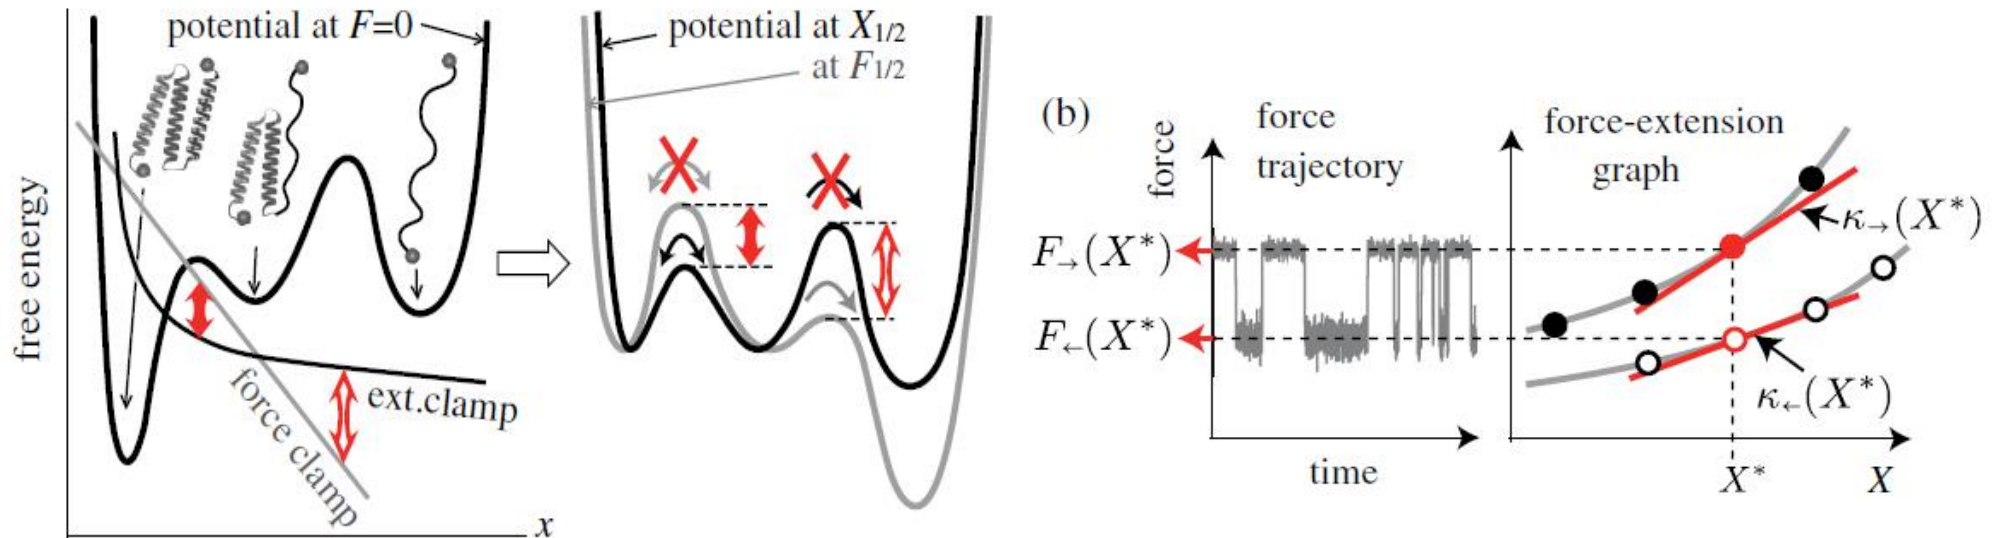 potential at F=0
free energy
force clamp
ext.clamp
x
potential at X1/2
at F1/2
(b)
force
force
trajectory
F→(X*)
F←(X*)
time
force-extension
graph
κ→(X*)
κ←(X*)
X*
X